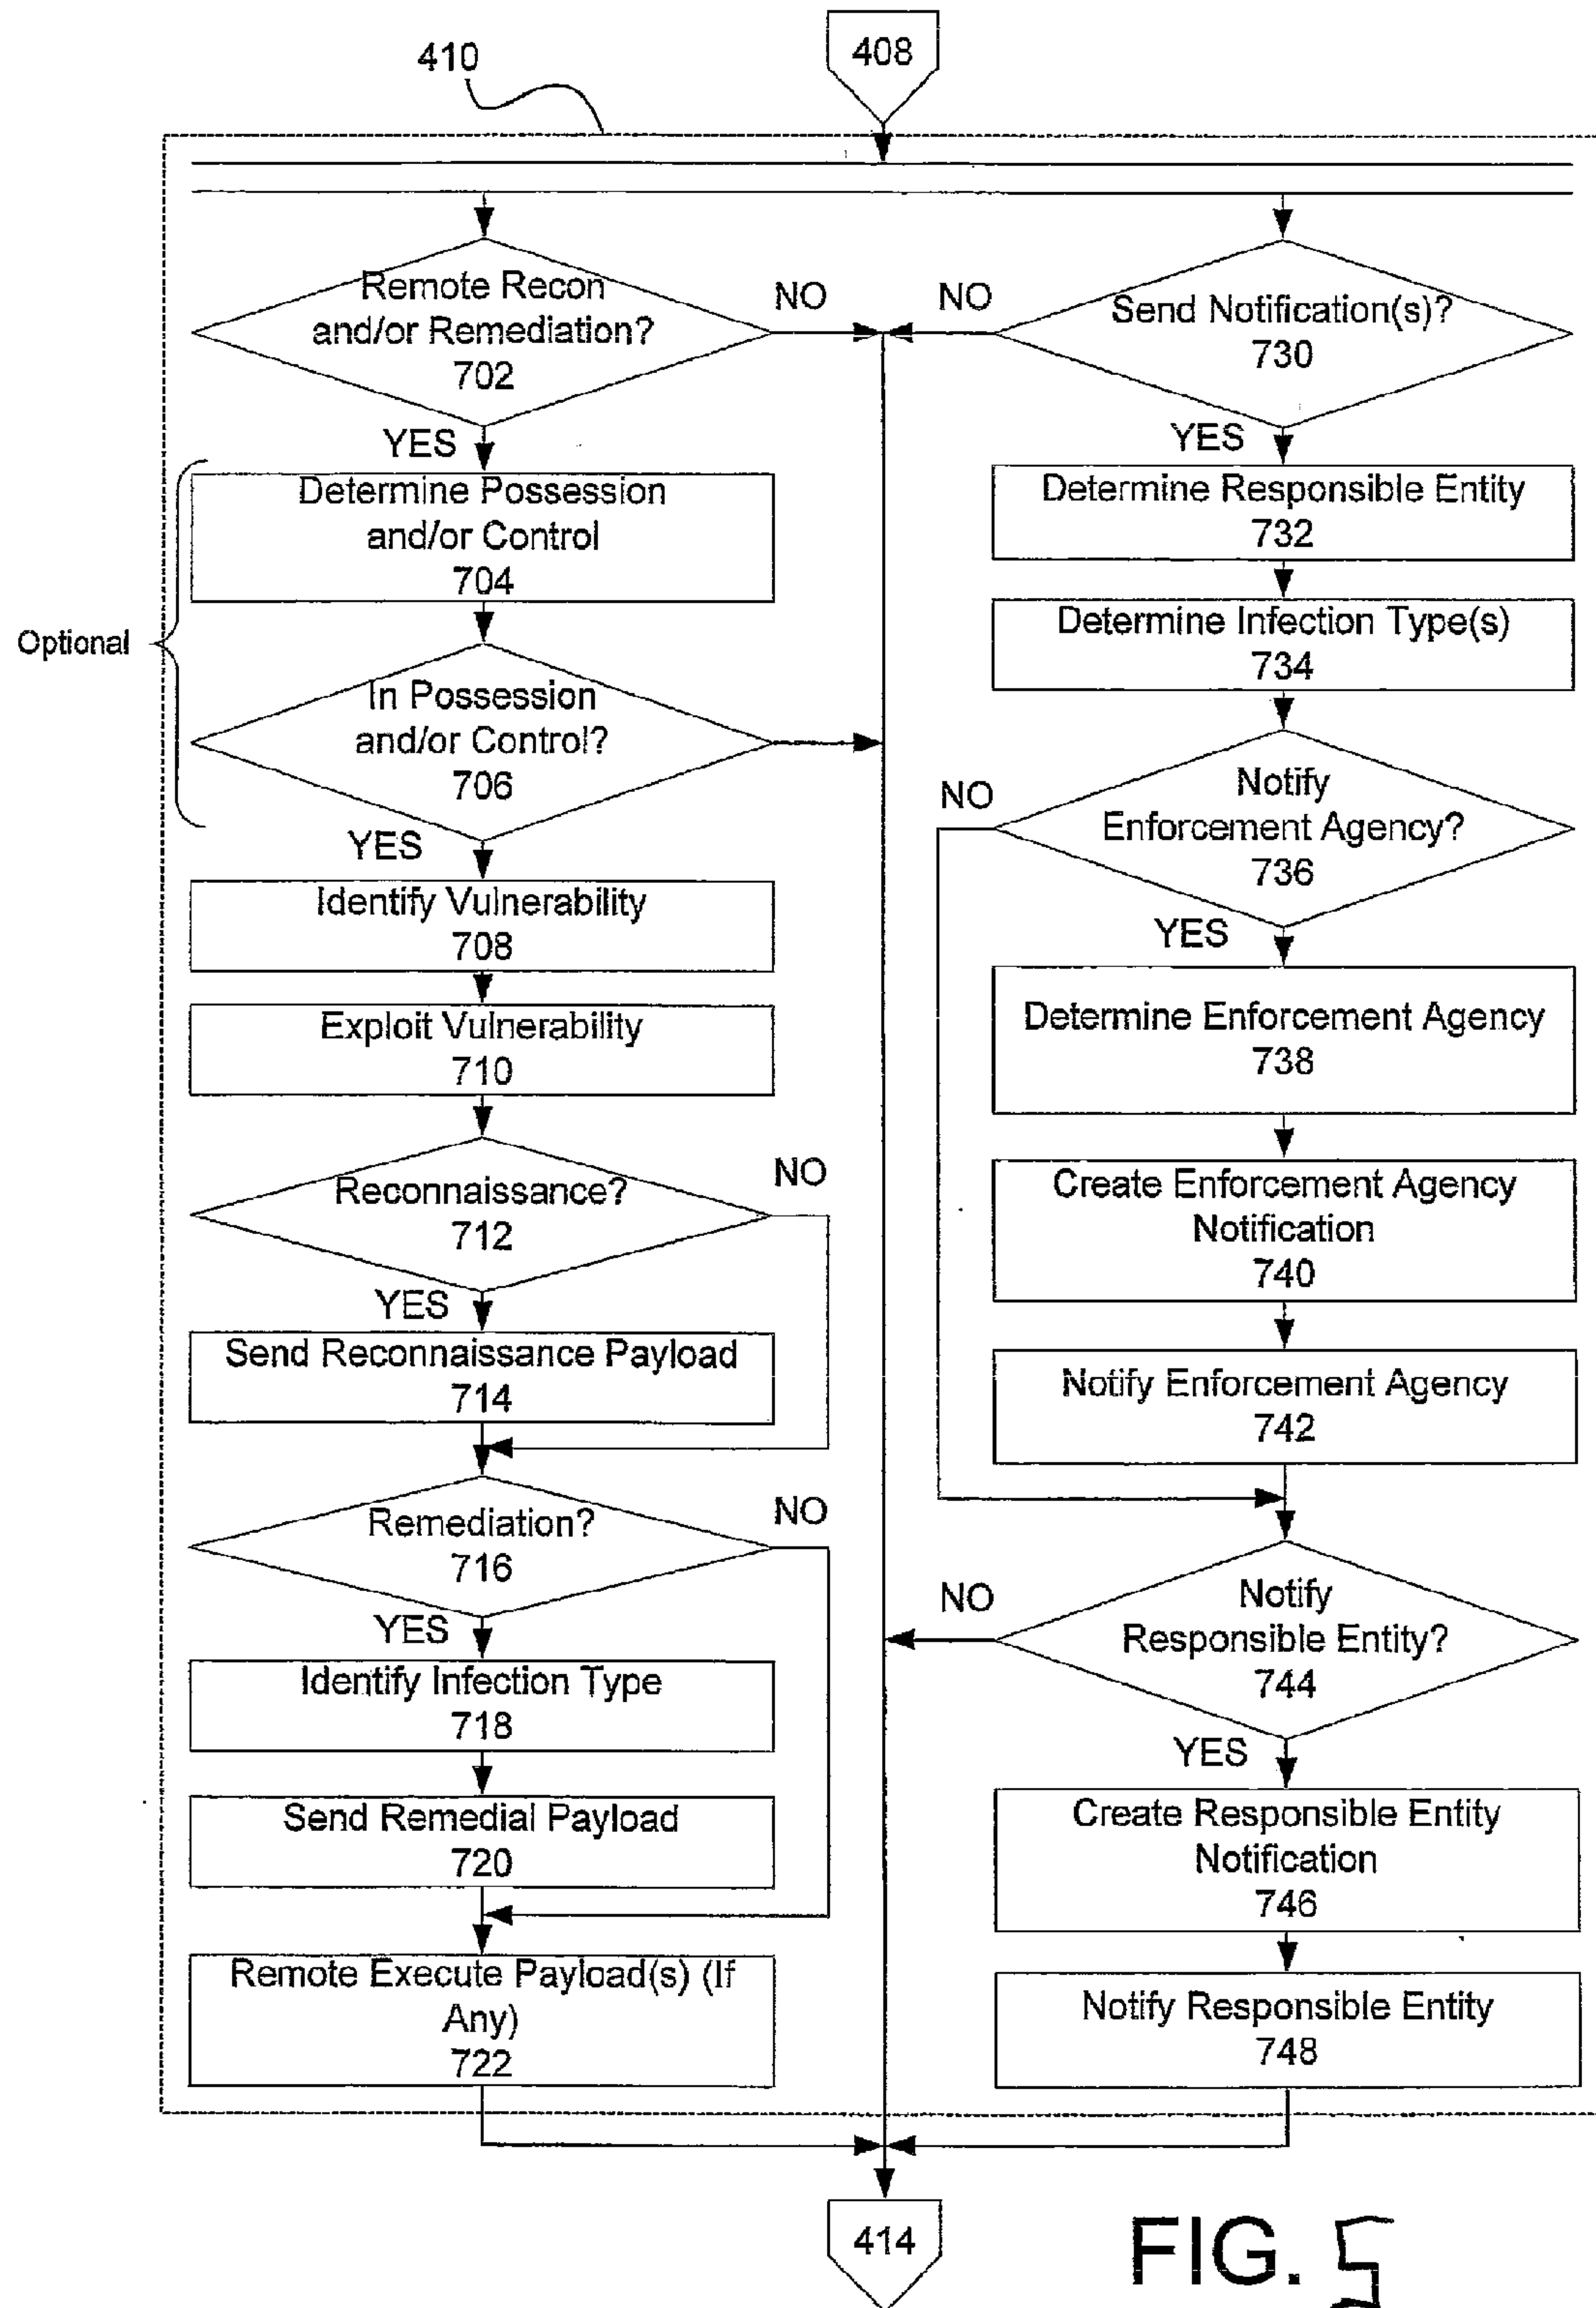 410
408
Remote Recon
and/or Remediation?
702
NO
YES
Optional
Determine Possession
and/or Control
704
In Possession
and/or Control?
706
YES
Identify Vulnerability
708
Exploit Vulnerability
710
Reconnaissance?
712
NO
YES
Send Reconnaissance Payload
714
Remediation?
716
NO
YES
Identify Infection Type
718
Send Remedial Payload
720
Remote Execute Payload(s) (If
Any)
722
NO
Send Notification(s)?
730
YES
Determine Responsible Entity
732
Determine Infection Type(s)
734
NO
Notify
Enforcement Agency?
736
YES
Determine Enforcement Agency
738
Create Enforcement Agency
Notification
740
Notify Enforcement Agency
742
NO
Notify
Responsible Entity?
744
YES
Create Responsible Entity
Notification
746
Notify Responsible Entity
748
414
FIG. 5